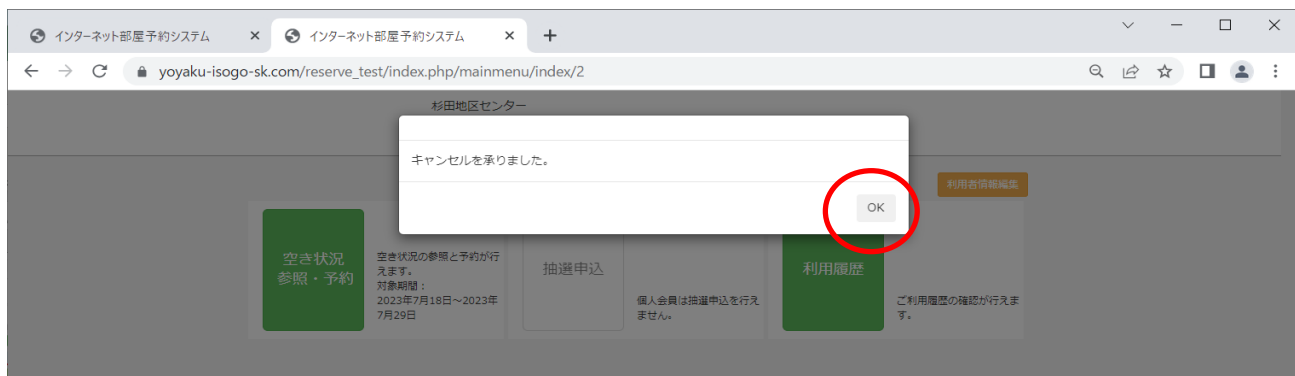 インターネット部屋予約システム
インターネット部屋予約システム
yoyaku-isogo-sk.com/reserve_test/index.php/mainmenu/index/2
杉田地区センター
キャンセルを承りました。
OK
利用者情報編集
空き状況
参照・予約
空き状況の参照と予約が行
えます。
対象期間：
2023年7月18日～2023年
7月29日
抽選申込
個人会員は抽選申込を行え
ません。
利用履歴
ご利用履歴の確認が行えま
す。